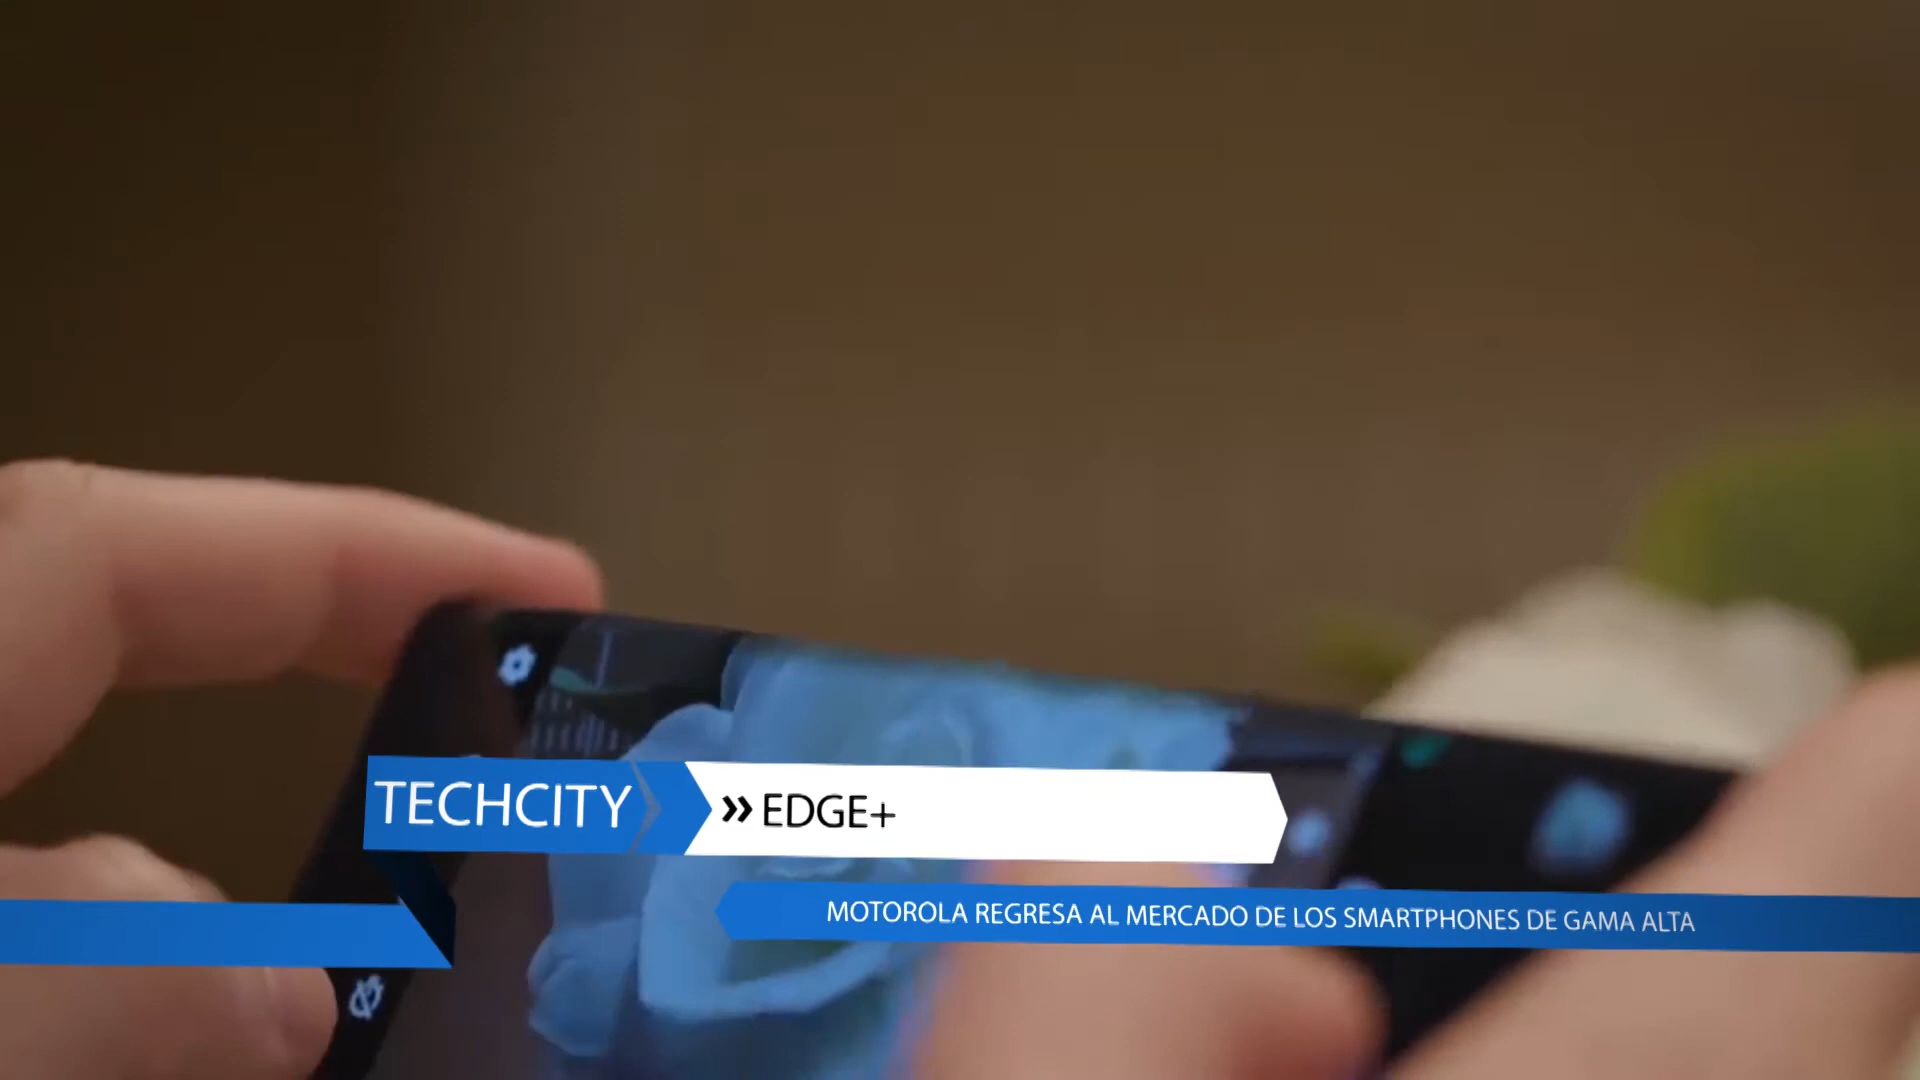 TECHCITY
» EDGE+
MOTOROLA REGRESA AL MERCADO DE LOS SMARTPHONES DE GAMA ALTA